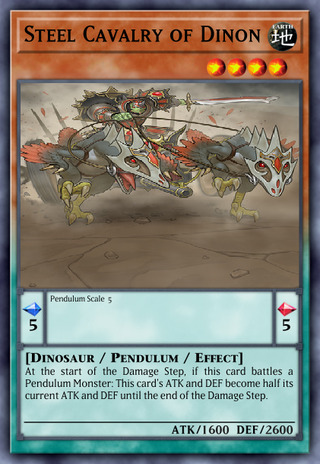 Steel Cavalry of Dinon
EARTH
地
Pendulum Scale 5
5 5
[Dinosaur / Pendulum / Effect]
At the start of the Damage Step, if this card battles a
Pendulum Monster: This card's ATK and DEF become half its
current ATK and DEF until the end of the Damage Step.
ATK/1600 DEF/2600